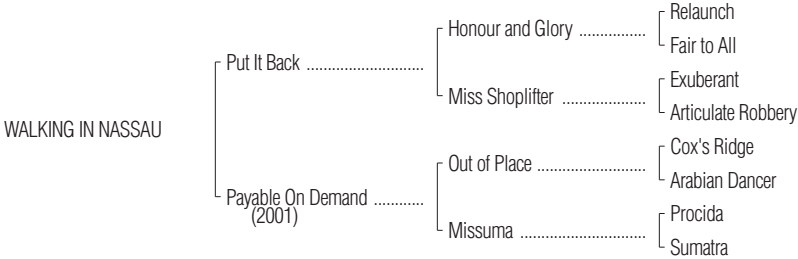 Relaunch
Honour and Glory ................
Fair to All
Put It Back ............................
Exuberant
Miss Shoplifter ....................
Articulate Robbery
WALKING IN NASSAU
Cox's Ridge
Out of Place ..........................
Arabian Dancer
Payable On Demand ............
(2001)
Procida
Missuma ..............................
Sumatra